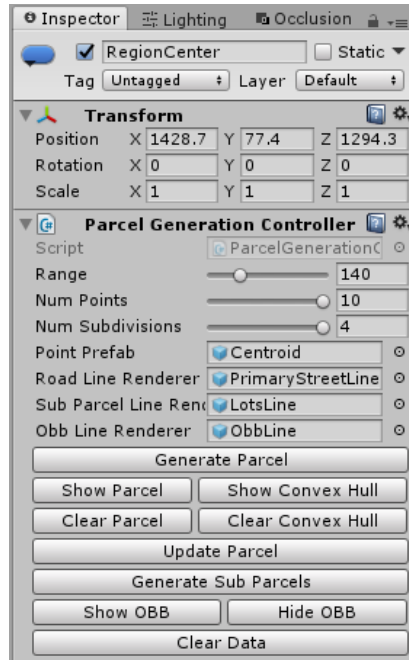 Inspector Lighting Occlusion
RegionCenter Static
Tag Untagged Layer Default
Transform
Position X 1428.7 Y 77.4 Z 1294.3
Rotation X 0 Y 0 Z 0
Scale X 1 Y 1 Z 1
C# Parcel Generation Controller
Script ParcelGenerationC
Range 140
Num Points 10
Num Subdivisions 4
Point Prefab Centroid
Road Line Renderer PrimaryStreetLine
Sub Parcel Line Ren LotsLine
Obb Line Renderer ObbLine
Generate Parcel
Show Parcel Show Convex Hull
Clear Parcel Clear Convex Hull
Update Parcel
Generate Sub Parcels
Show OBB Hide OBB
Clear Data